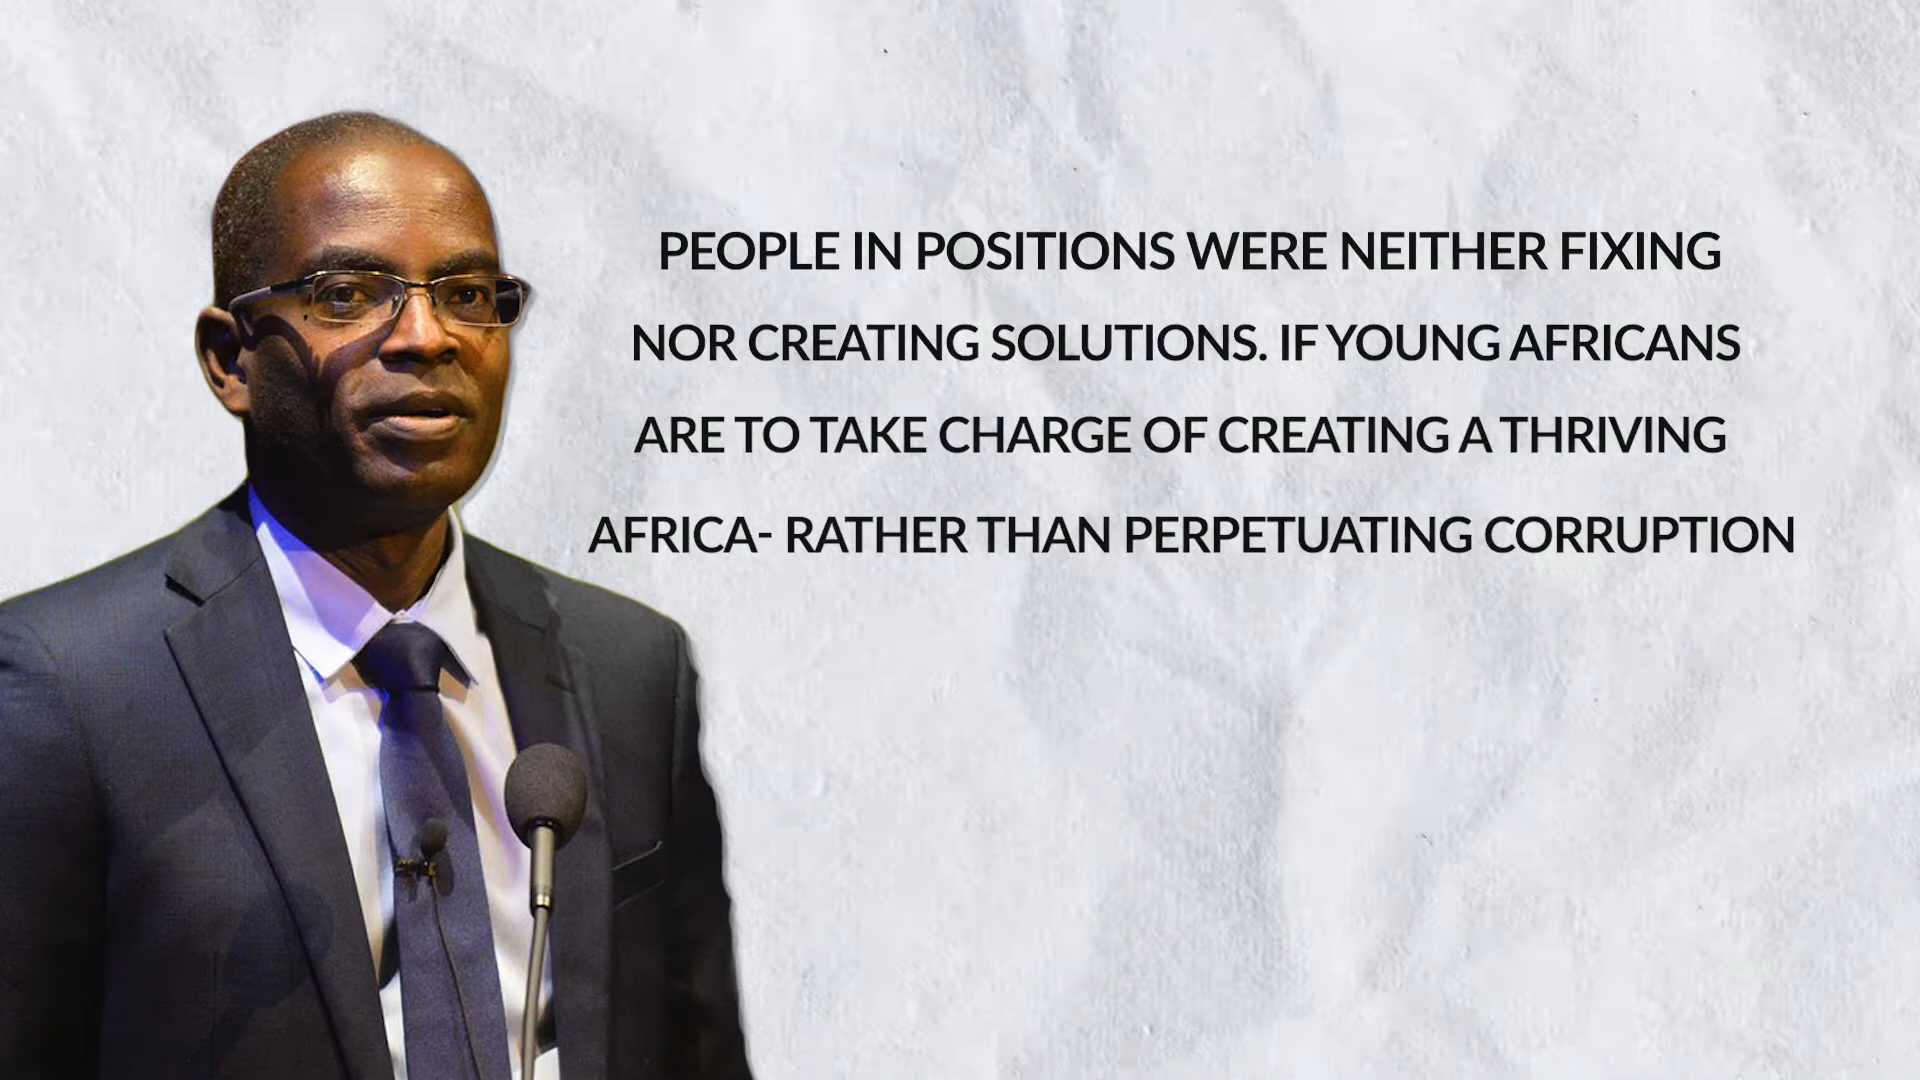 PEOPLE IN POSITIONS WERE NEITHER FIXING
NOR CREATING SOLUTIONS. IF YOUNG AFRICANS
ARE TO TAKE CHARGE OF CREATING A THRIVING
AFRICA- RATHER THAN PERPETUATING CORRUPTION